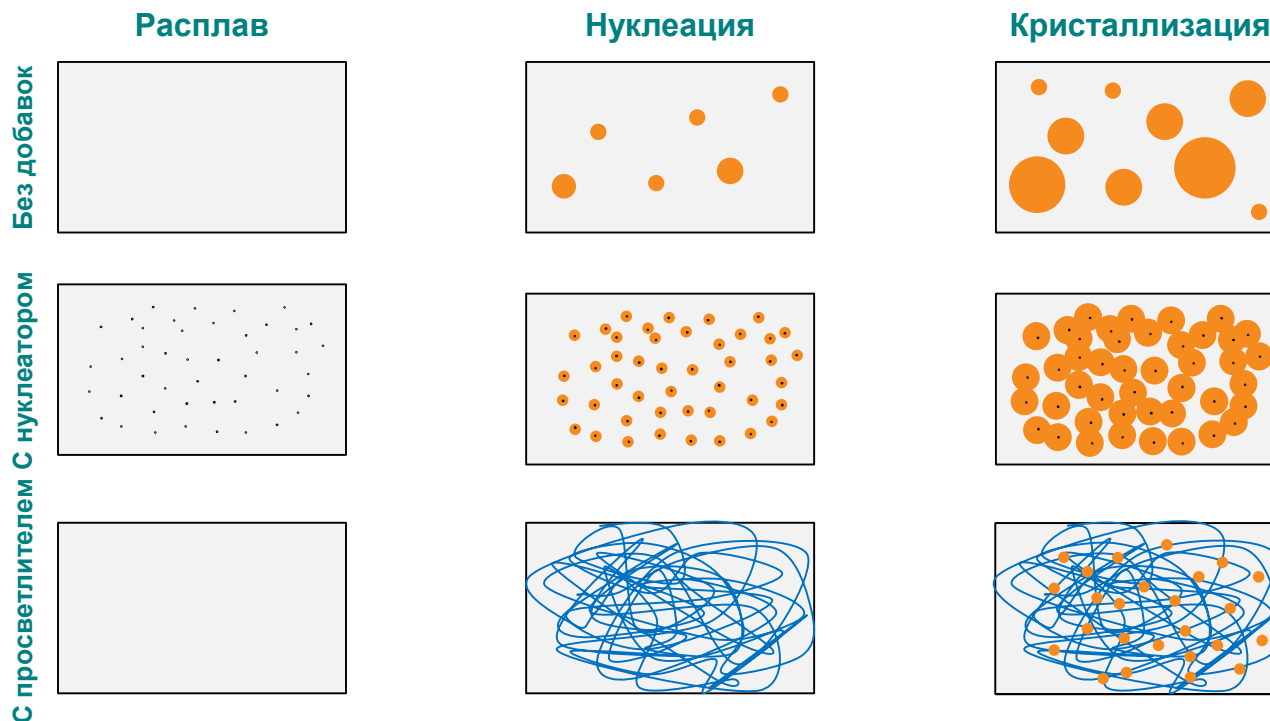 Расплав
Нуклеация
Кристаллизация
Без добавок
С нуклеатором
С просветлителем